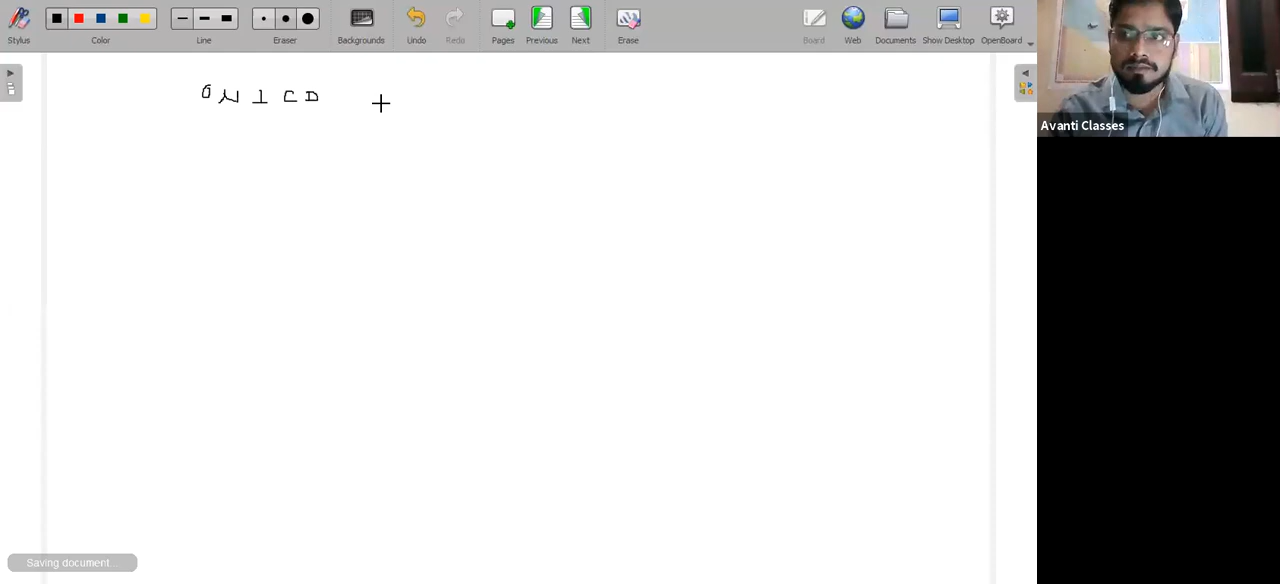 Stylus
Color
Line
Eraser
Backgrounds
Undo
Redo
Pages
Previous
Next
Erase
Board
Web
Documents
Show Desktop
OpenBoard
Avanti Classes
Saving document...